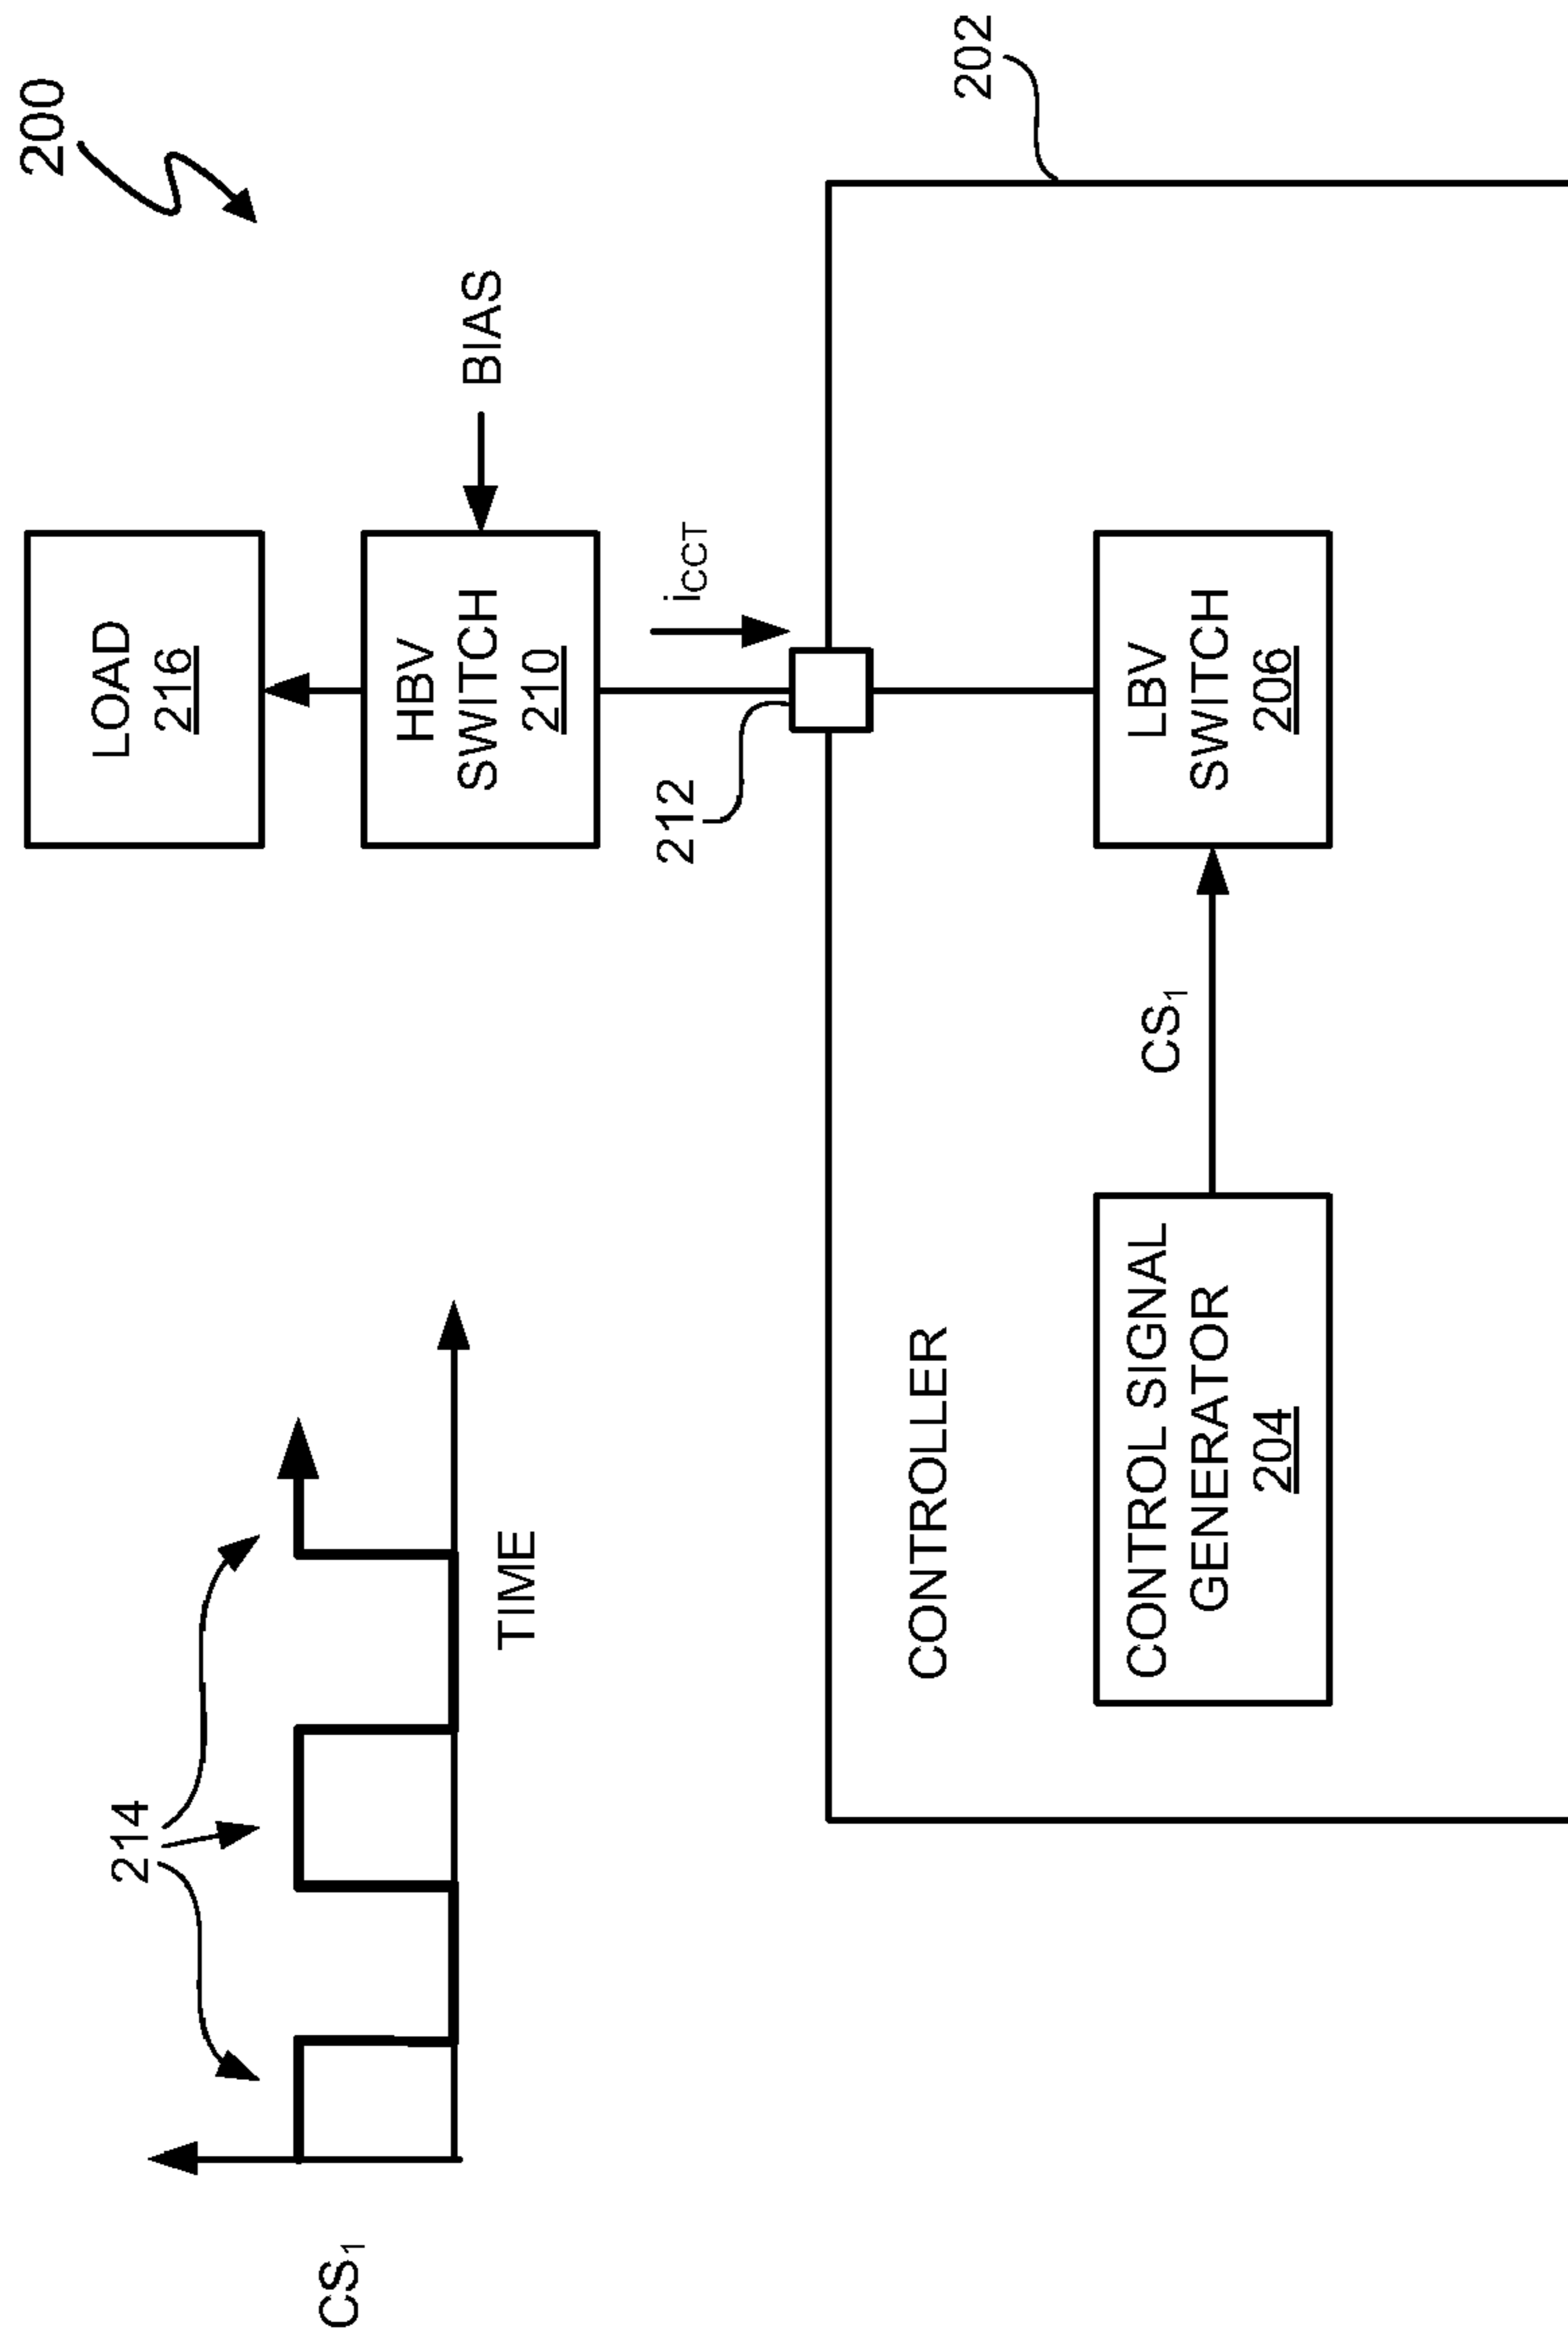 200
LOAD
216
214
CS1
HBV
SWITCH
210
BIAS
TIME
iCCT
212
202
CONTROLLER
CONTROL SIGNAL
GENERATOR
204
CS1
LBV
SWITCH
206